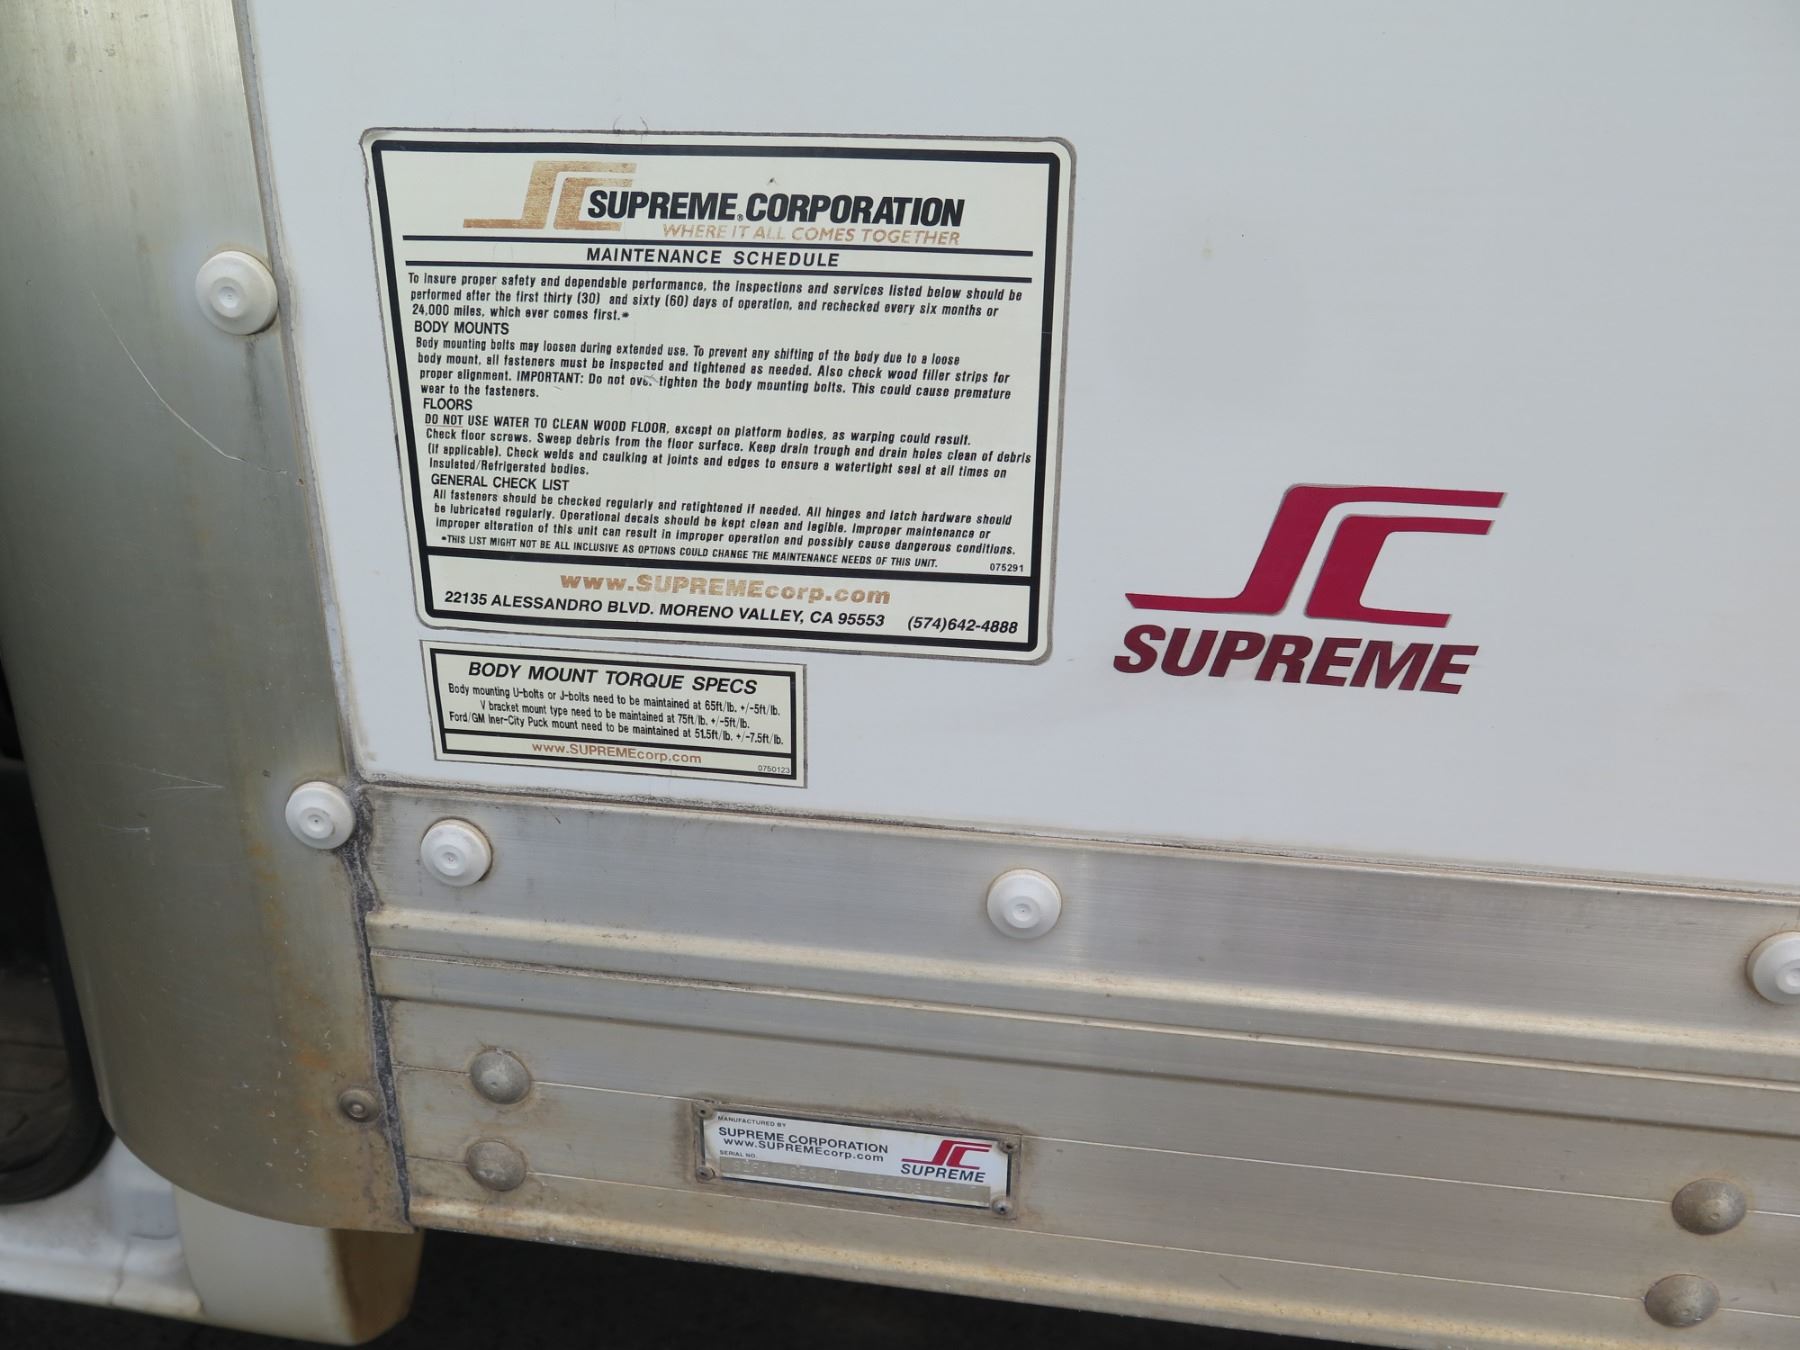 SUPREME® CORPORATION
WHERE IT ALL COMES TOGETHER
MAINTENANCE SCHEDULE
To insure proper safety and dependable performance, the inspections and services listed below should be
performed after the first thirty (30) and sixty (60) days of operation, and rechecked every six months or
24,000 miles, which ever comes first.*
BODY MOUNTS
Body mounting bolts may loosen during extended use. To prevent any shifting of the body due to a loose
body mount, all fasteners must be inspected and tightened as needed. Also check wood filler strips for
proper alignment. IMPORTANT: Do not over tighten the body mounting bolts. This could cause premature
wear to the fasteners.
FLOORS
DO NOT USE WATER TO CLEAN WOOD FLOOR, except on platform bodies, as warping could result.
Check floor screws. Sweep debris from the floor surface. Keep drain trough and drain holes clean of debris
(if applicable). Check welds and caulking at joints and edges to ensure a watertight seal at all times on
Insulated/Refrigerated bodies.
GENERAL CHECK LIST
All fasteners should be checked regularly and retightened if needed. All hinges and latch hardware should
be lubricated regularly. Operational decals should be kept clean and legible. Improper maintenance or
improper alteration of this unit can result in improper operation and possibly cause dangerous conditions.
*THIS LIST MIGHT NOT BE ALL INCLUSIVE AS OPTIONS COULD CHANGE THE MAINTENANCE NEEDS OF THIS UNIT. 075291
www.SUPREMEcorp.com
22135 ALESSANDRO BLVD. MORENO VALLEY, CA 95553 (574)642-4888
SUPREME
BODY MOUNT TORQUE SPECS
Body mounting U-bolts or J-bolts need to be maintained at 65ft/lb. +/-5ft/lb.
V bracket mount type need to be maintained at 75ft/lb. +/-5ft/lb.
Ford/GM Iner-City Puck mount need to be maintained at 51.5ft/lb. +/-7.5ft/lb.
www.SUPREMEcorp.com
0750123
MANUFACTURED BY
SUPREME CORPORATION
www.SUPREMEcorp.com
SERIAL NO.
SUPREME